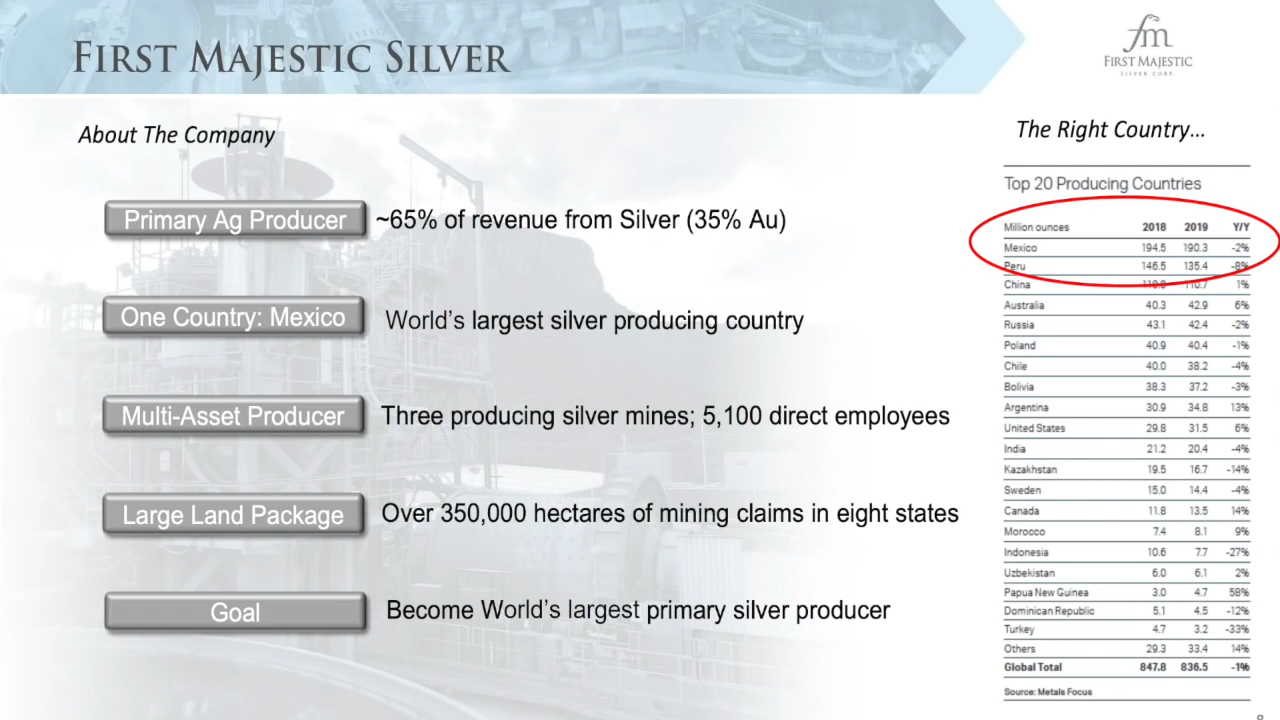 FIRST MAJESTIC SILVER
fm
FIRST MAJESTIC
SILVER CORP.
About The Company
Primary Ag Producer ~65% of revenue from Silver (35% Au)
One Country: Mexico World's largest silver producing country
Multi-Asset Producer Three producing silver mines; 5,100 direct employees
Large Land Package Over 350,000 hectares of mining claims in eight states
Goal Become World's largest primary silver producer
The Right Country...
Top 20 Producing Countries
Million ounces 2018 2019 Y/Y
Mexico 194.5 190.3 -2%
Peru 146.5 135.4 -8%
China 110.7 1%
Australia 40.3 42.9 6%
Russia 43.1 42.4 -2%
Poland 40.9 40.4 -1%
Chile 40.0 38.2 -4%
Bolivia 38.3 37.2 -3%
Argentina 30.9 34.8 13%
United States 29.8 31.5 6%
India 21.2 20.4 -4%
Kazakhstan 19.5 16.7 -14%
Sweden 15.0 14.4 -4%
Canada 11.8 13.5 14%
Morocco 7.4 8.1 9%
Indonesia 10.6 7.7 -27%
Uzbekistan 6.0 6.1 2%
Papua New Guinea 3.0 4.7 58%
Dominican Republic 5.1 4.5 -12%
Turkey 4.7 3.2 -33%
Others 29.3 33.4 14%
Global Total 847.8 836.5 -1%
Source: Metals Focus